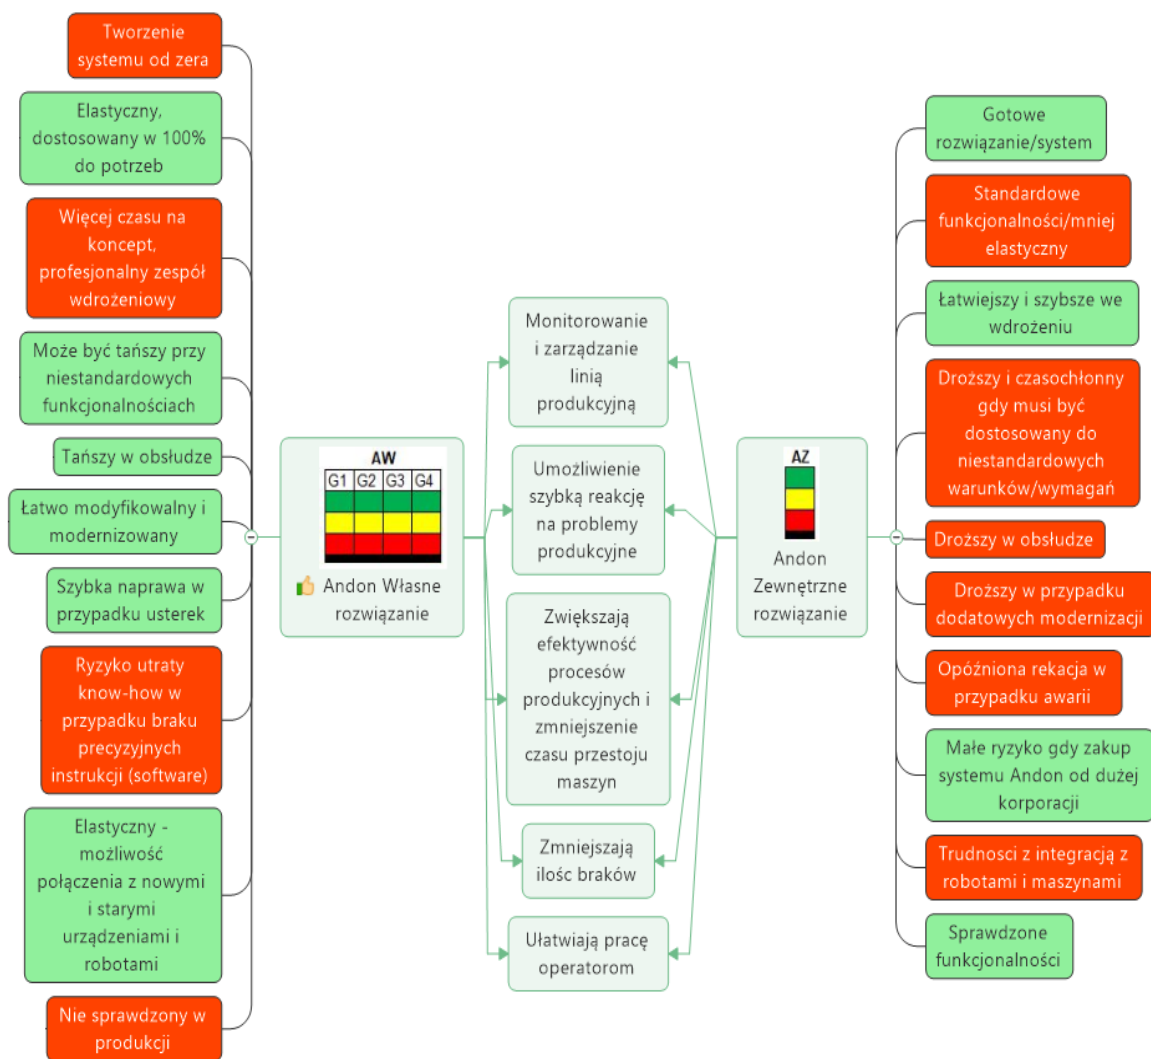 Tworzenie
systemu od zera
Elastyczny,
dostosowany w 100%
do potrzeb
Więcej czasu na
koncept,
profesjonalny zespół
wdrożeniowy
Może być tańszy przy
niestandardowych
funkcjonalnościach
Tańszy w obsłudze
Łatwo modyfikowalny i
modernizowany
Szybka naprawa w
przypadku usterek
Ryzyko utraty
know-how w
przypadku braku
precyzyjnych
instrukcji (software)
Elastyczny -
możliwość
połączenia z nowymi
i starymi
urządzeniami i
robotami
Nie sprawdzony w
produkcji
AW
G1 G2 G3 G4
Andon Własne
rozwiązanie
Monitorowanie
i zarządzanie
linią
produkcyjną
Umożliwienie
szybką reakcję
na problemy
produkcyjne
Zwiększają
efektywność
procesów
produkcyjnych i
zmniejszenie
czasu przestoju
maszyn
Zmniejszają
ilośc braków
Ułatwiają pracę
operatorom
AZ
Andon
Zewnętrzne
rozwiązanie
Gotowe
rozwiązanie/system
Standardowe
funkcjonalności/mniej
elastyczny
Łatwiejszy i szybsze we
wdrożeniu
Droższy i czasochłonny
gdy musi być
dostosowany do
niestandardowych
warunków/wymagań
Droższy w obsłudze
Droższy w przypadku
dodatowych modernizacji
Opóźniona rekacja w
przypadku awarii
Małe ryzyko gdy zakup
systemu Andon od dużej
korporacji
Trudnosci z integracją z
robotami i maszynami
Sprawdzone
funkcjonalności